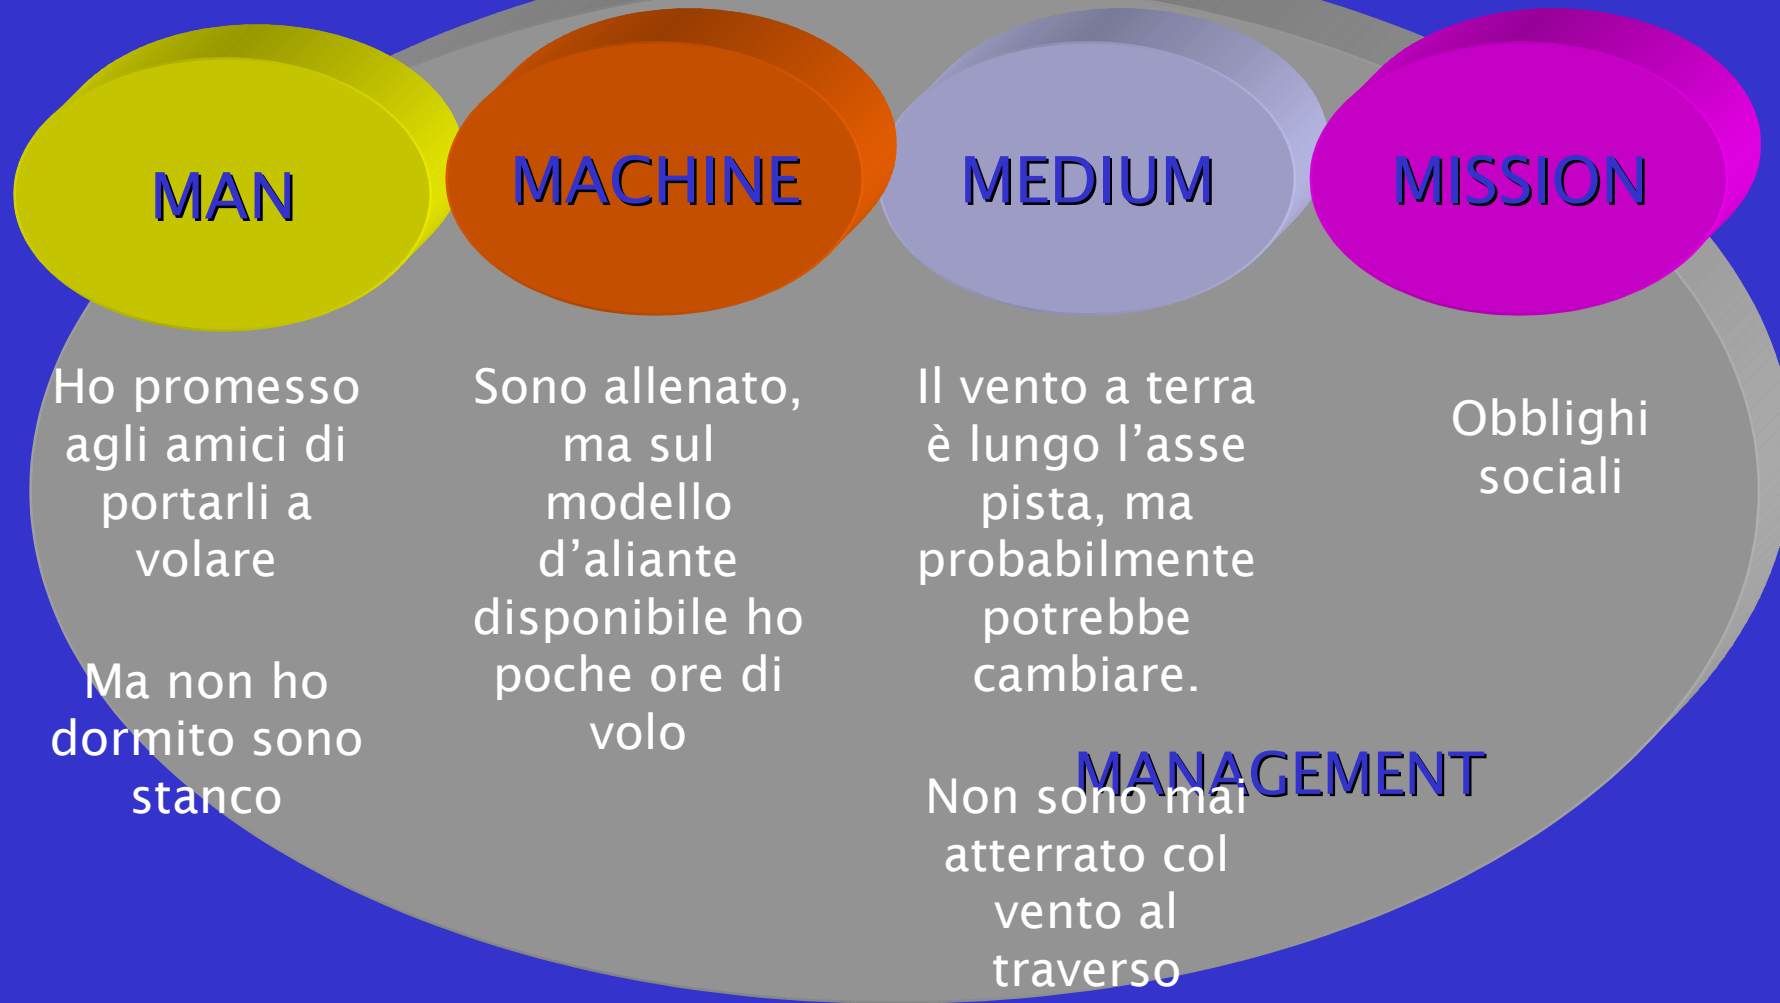 MAN
MACHINE
MEDIUM
MISSION
Ho promesso
agli amici di
portarli a
volare
Ma non ho
dormito sono
stanco
Sono allenato,
ma sul
modello
d’aliante
disponibile ho
poche ore di
volo
Il vento a terra
è lungo l’asse
pista, ma
probabilmente
potrebbe
cambiare.
Non sono mai
atterrato col
vento al
traverso
Obblighi
sociali
MANAGEMENT